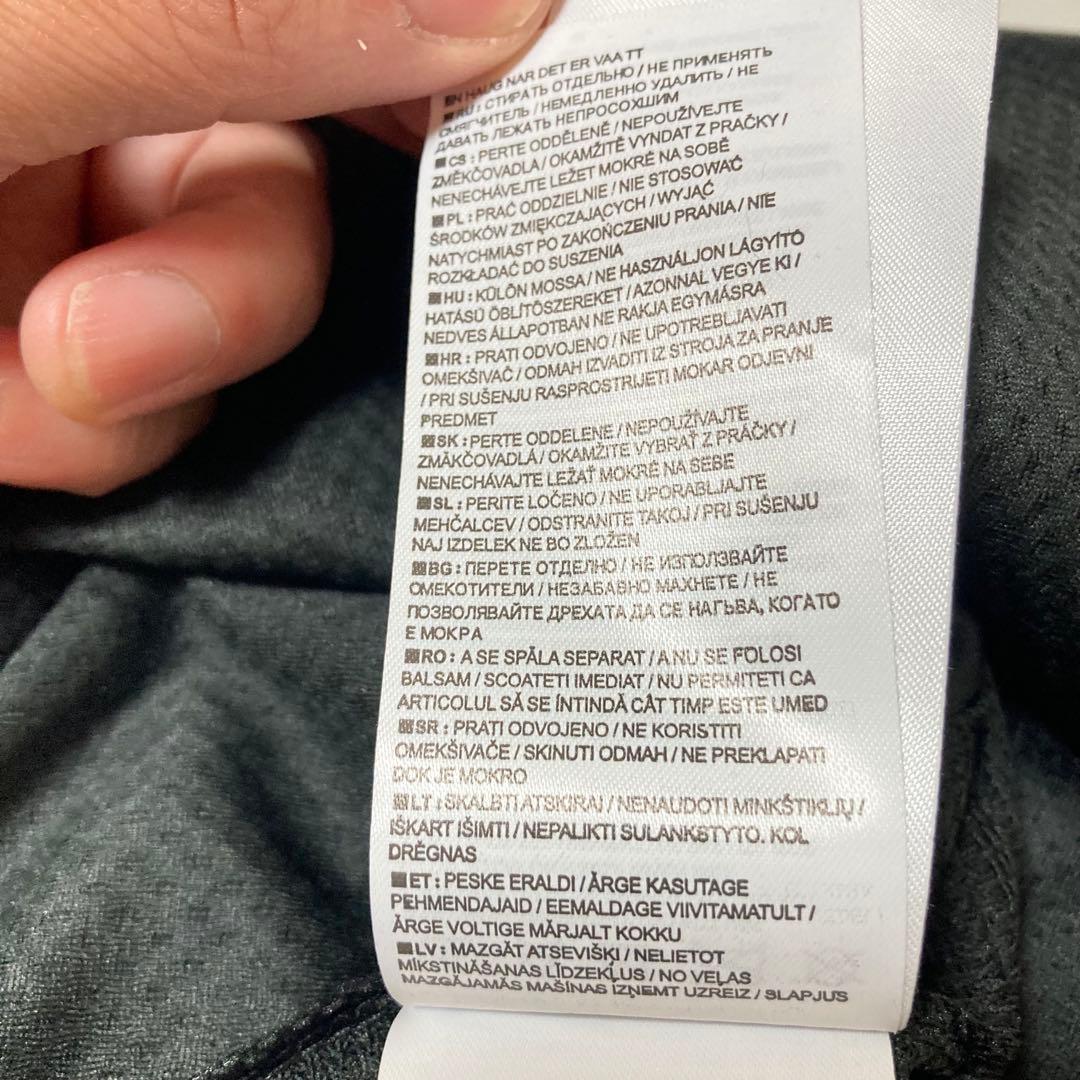 EN HAUG NAR DET ER VAATT
RU : СТИРАТЬ ОТДЕЛЬНО / НЕ ПРИМЕНЯТЬ
СМЯГЧИТЕЛЬ / НЕМЕДЛЕННО УДАЛИТЬ / НЕ
ДАВАТЬ ЛЕЖАТЬ НЕПРОСОХШИМ
CS : PERTE ODDĚLENĚ / NEPOUŽÍVEJTE
ZMĚKČOVADLA / OKAMŽITĚ VYNDAT Z PRAČKY /
NENECHÁVEJTE LEŽET MOKRÉ NA SOBĚ
PL : PRAĆ ODDZIELNIE / NIE STOSOWAĆ
ŚRODKÓW ZMIĘKCZAJĄCYCH / WYJĄĆ
NATYCHMIAST PO ZAKOŃCZENIU PRANIA / NIE
ROZKŁADAĆ DO SUSZENIA
HU : KÜLÖN MOSSA / NE HASZNÁLJON LÁGYÍTÓ
HATÁSÚ ÖBLÍTŐSZEREKET / AZONNAL VEGYE KI /
NEDVES ÁLLAPOTBAN NE RAKJA EGYMÁSRA
HR : PRATI ODVOJENO / NE UPOTREBLJAVATI
OMEKŠIVAČ / ODMAH IZVADITI IZ STROJA ZA PRANJE
/ PRI SUŠENJU RASPROSTRIJETI MOKAR ODJEVNI
PREDMET
SK : PERTE ODDELENE / NEPOUŽÍVAJTE
ZMÄKČOVADLÁ / OKAMŽITE VYBRAŤ Z PRÁČKY /
NENECHÁVAJTE LEŽAŤ MOKRÉ NA SEBE
SL : PERITE LOČENO / NE UPORABLJAJTE
MEHČALCEV / ODSTRANITE TAKOJ / PRI SUŠENJU
NAJ IZDELEK NE BO ZLOŽEN
BG : ПЕРЕТЕ ОТДЕЛНО / НЕ ИЗПОЛЗВАЙТЕ
ОМЕКОТИТЕЛИ / НЕЗАБАВНО МАХНЕТЕ / НЕ
ПОЗВОЛЯВАЙТЕ ДРЕХАТА ДА СЕ НАГЪВА, КОГАТО
Е МОКРА
RO : A SE SPĂLA SEPARAT / A NU SE FOLOSI
BALSAM / SCOATEȚI IMEDIAT / NU PERMITEȚI CA
ARTICOLUL SĂ SE ÎNTINDĂ CÂT TIMP ESTE UMED
SR : PRATI ODVOJENO / NE KORISTITI
OMEKŠIVAČE / SKINUTI ODMAH / NE PREKLAPATI
DOK JE MOKRO
LT : SKALBTI ATSKIRAI / NENAUDOTI MINKŠTIKLIŲ /
IŠKART IŠIMTI / NEPALIKTI SULANKSTYTO. KOL
DRĖGNAS
ET : PESKE ERALDI / ÄRGE KASUTAGE
PEHMENDAJAID / EEMALDAGE VIIVITAMATULT /
ÄRGE VOLTIGE MÄRJALT KOKKU
LV : MAZGĀT ATSEVIŠĶI / NELIETOT
MĪKSTINĀŠANAS LĪDZEKĻUS / NO VEĻAS
MAZGĀJAMĀS MAŠĪNAS IZŅEMT UZREIZ / SLAPJUS